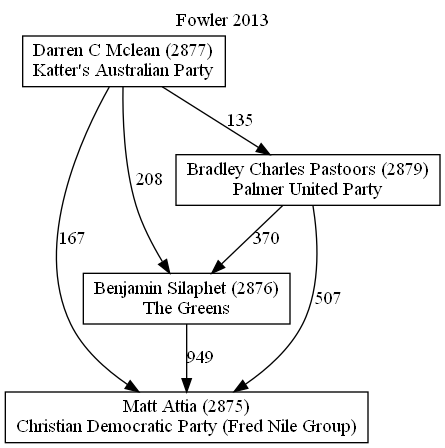 Fowler 2013
Darren C Mclean (2877)
Katter's Australian Party
135
Bradley Charles Pastoors (2879)
Palmer United Party
208
167
370
Benjamin Silaphet (2876)
The Greens
507
949
Matt Attia (2875)
Christian Democratic Party (Fred Nile Group)